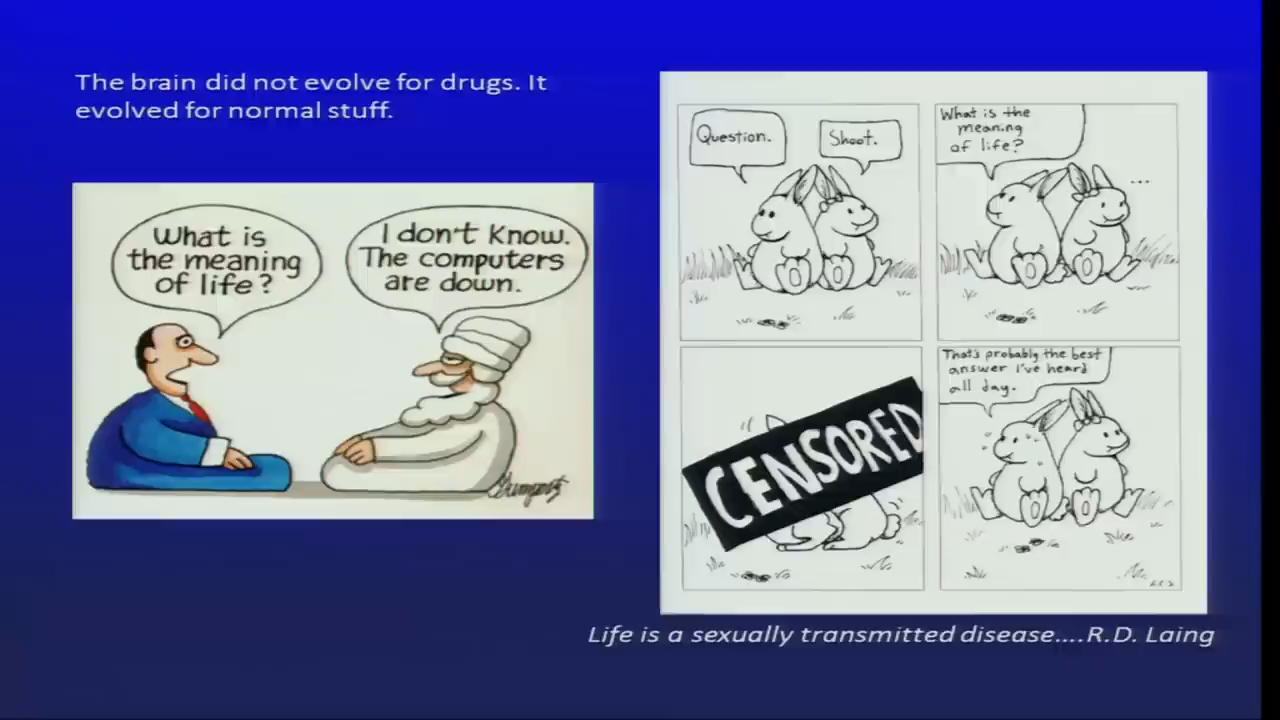 The brain did not evolve for drugs. It
evolved for normal stuff.
What is
the meaning
of life?
I don't know.
The computers
are down.
Question.
Shoot.
What is the
meaning
of life?
...
CENSORED
That's probably the best
answer I've heard
all day.
Life is a sexually transmitted disease....R.D. Laing